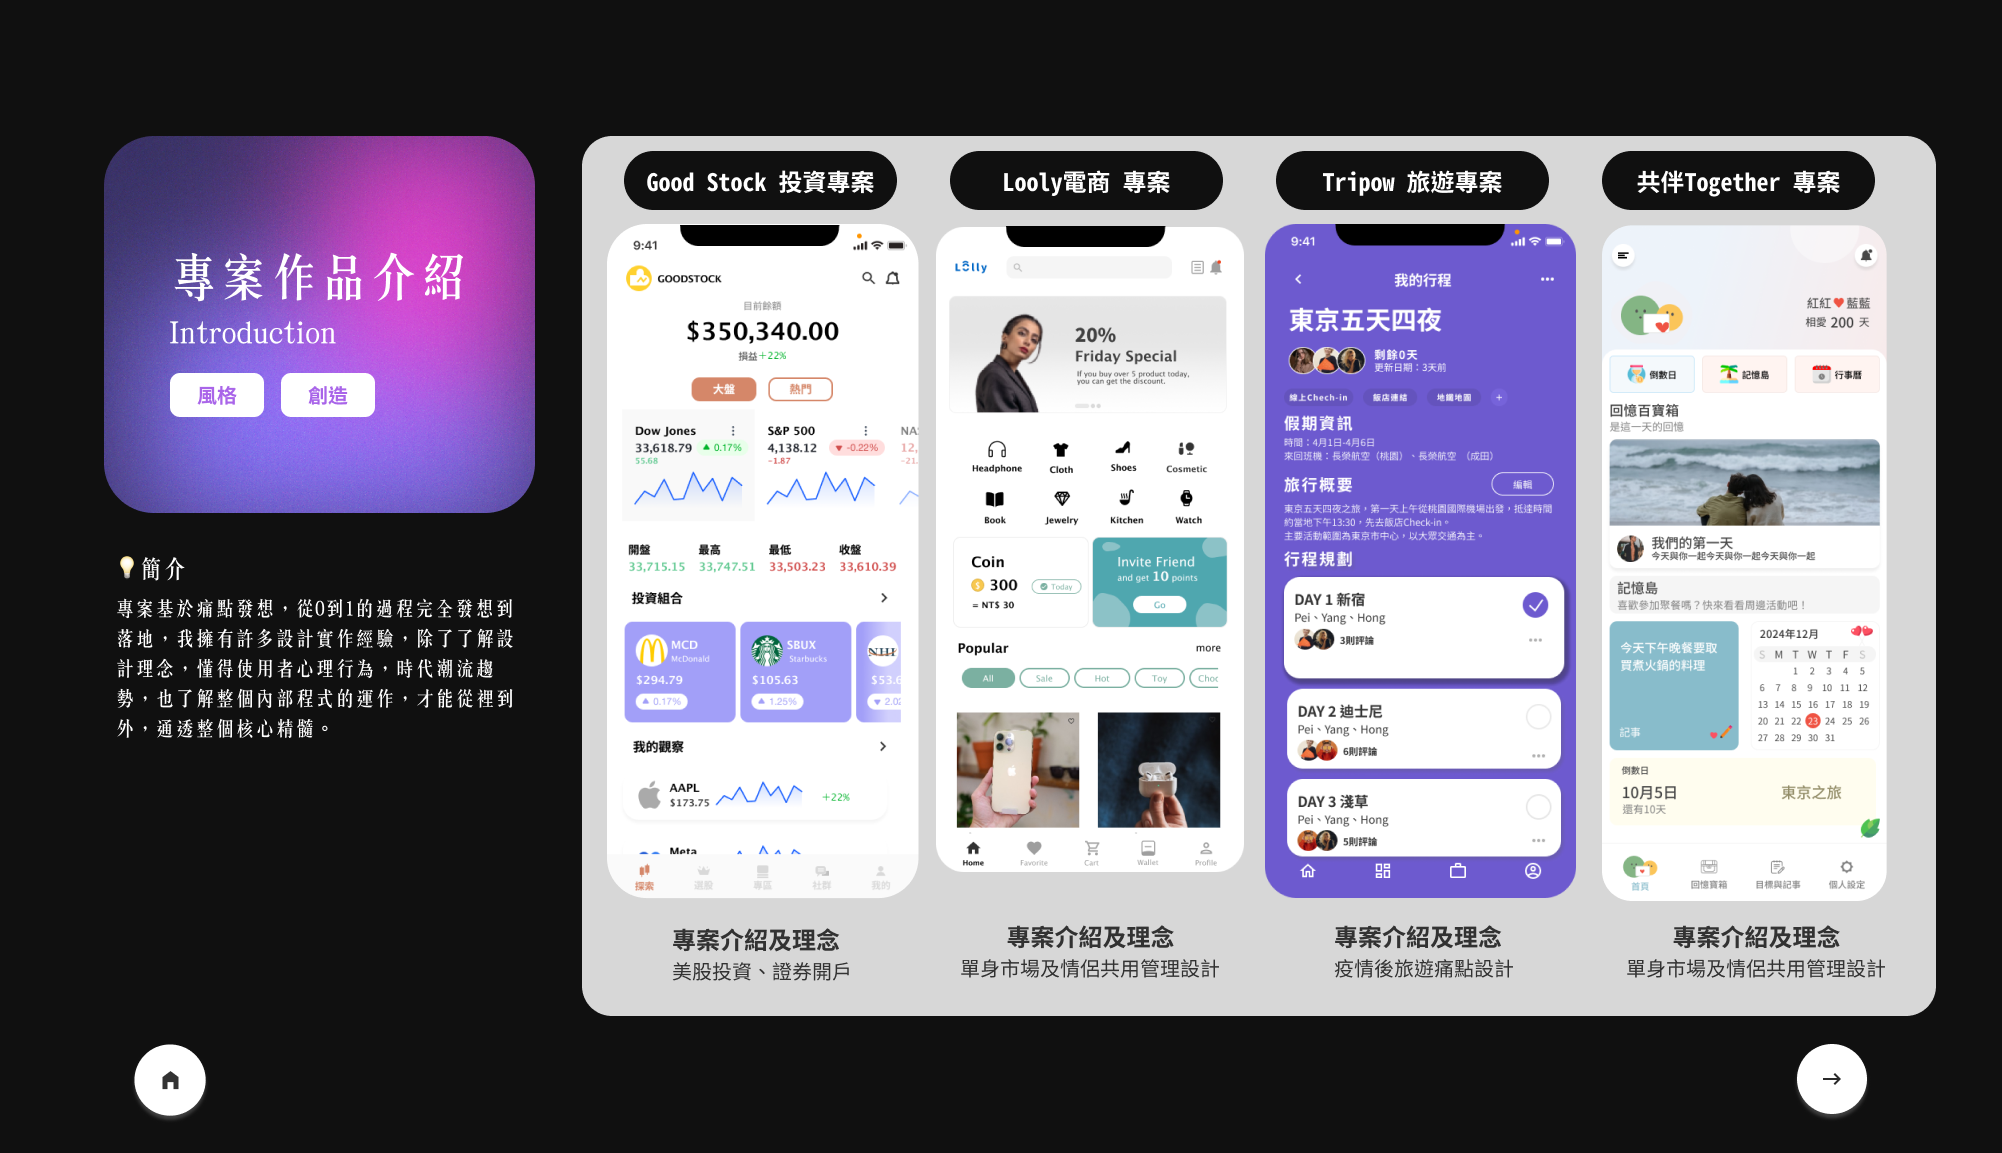 專案作品介紹
Introduction
風格
創造
簡介
專案基於痛點發想，從0到1的過程完全發想到
落地，我擁有許多設計實作經驗，除了了解設
計理念，懂得使用者心理行為，時代潮流趨
勢，也了解整個內部程式的運作，才能從裡到
外，通透整個核心精髓。
Good Stock 投資專案
9:41
GOODSTOCK
目前餘額
$350,340.00
損益+22%
大盤
熱門
Dow Jones
33,618.79
0.17%
55.68
S&P 500
4,138.12
-0.22%
-1.87
NA
12,
-21.
開盤
最高
最低
收盤
33,715.15
33,747.51
33,503.23
33,610.39
投資組合
MCD
McDonald
$294.79
0.17%
SBUX
Starbucks
$105.63
1.25%
NHI
$53.6
2.02
我的觀察
AAPL
$173.75
+22%
Meta
探索
選股
專區
社群
我的
專案介紹及理念
美股投資、證券開戶
Looly電商 專案
Lolly
20%
Friday Special
If you buy over 5 product today,
you can get the discount.
Headphone
Cloth
Shoes
Cosmetic
Book
Jewelry
Kitchen
Watch
Coin
300
Today
= NT$ 30
Invite Friend
and get 10 points
Go
Popular
more
All
Sale
Hot
Toy
Choc
Home
Favorite
Cart
Wallet
Profile
專案介紹及理念
單身市場及情侶共用管理設計
Tripow 旅遊專案
9:41
我的行程
東京五天四夜
剩餘0天
更新日期：3天前
線上Chech-in
飯店連結
地鐵地圖
+
假期資訊
時間：4月1日-4月6日
來回班機：長榮航空（桃園）、長榮航空 （成田）
旅行概要
編輯
東京五天四夜之旅，第一天上午從桃園國際機場出發，抵達時間
約當地下午13:30，先去飯店Check-in。
主要活動範圍為東京市中心，以大眾交通為主。
行程規劃
DAY 1 新宿
Pei、Yang、Hong
3則評論
DAY 2 迪士尼
Pei、Yang、Hong
6則評論
DAY 3 淺草
Pei、Yang、Hong
5則評論
專案介紹及理念
疫情後旅遊痛點設計
共伴Together 專案
紅紅♥藍藍
相愛 200 天
倒數日
記憶島
行事曆
回憶百寶箱
是這一天的回憶
我們的第一天
今天與你一起今天與你一起今天與你一起
記憶島
喜歡參加聚餐嗎？快來看看周邊活動吧！
今天下午晚餐要取
買煮火鍋的料理
記事
2024年12月
S M T W T F S
1 2 3 4 5
6 7 8 9 10 11 12
13 14 15 16 17 18 19
20 21 22 23 24 25 26
27 28 29 30 31
倒數日
10月5日
還有10天
東京之旅
首頁
回憶寶箱
目標與記事
個人設定
專案介紹及理念
單身市場及情侶共用管理設計